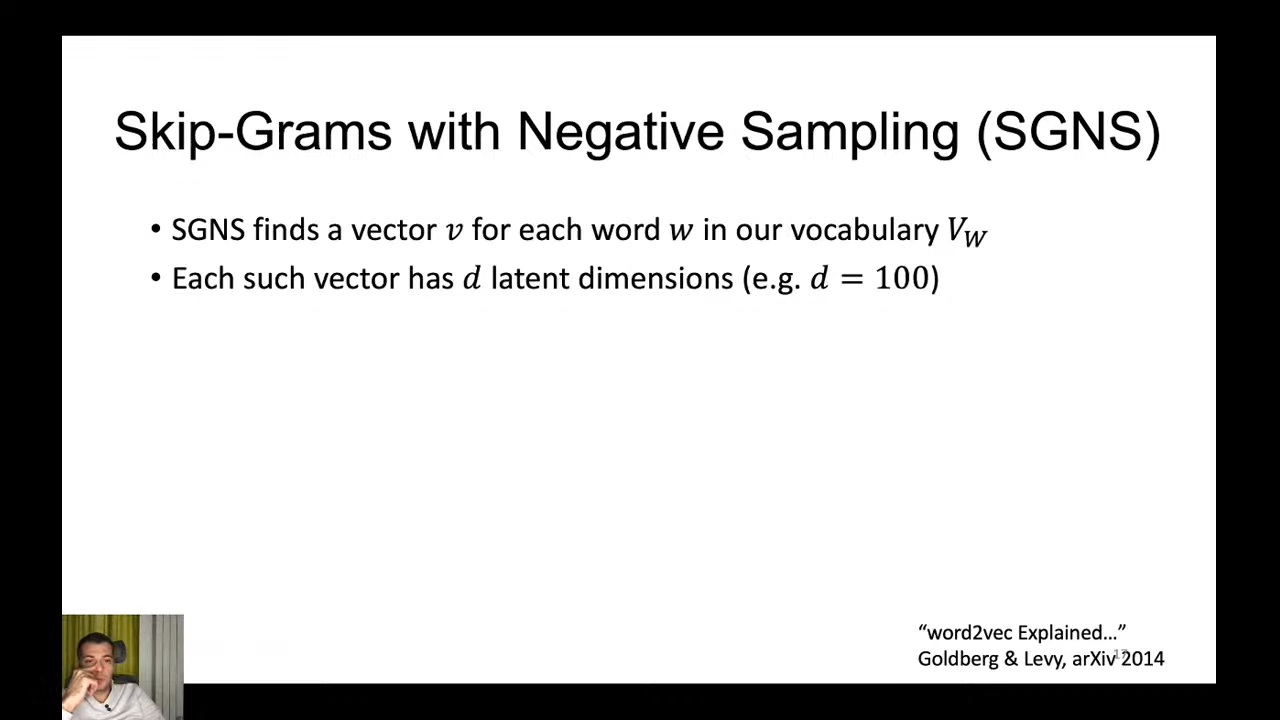 Skip-Grams with Negative Sampling (SGNS)
• SGNS finds a vector 𝑣 for each word 𝑤 in our vocabulary 𝑉_𝑊
• Each such vector has 𝑑 latent dimensions (e.g. 𝑑 = 100)
“word2vec Explained…”
Goldberg & Levy, arXiv 2014
17